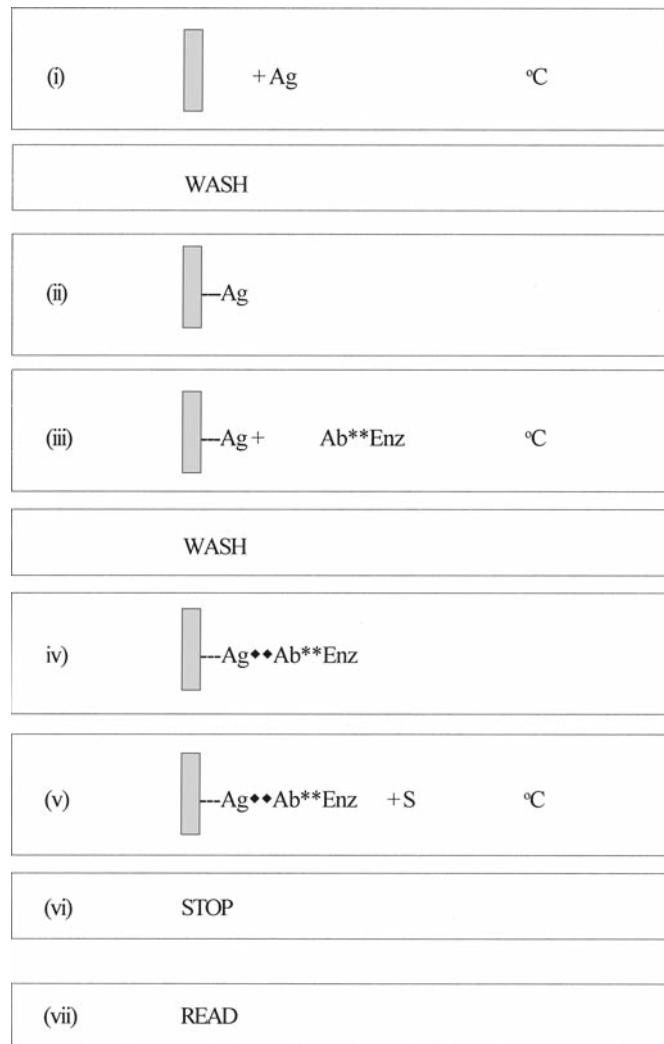 (i) + Ag °C
WASH
(ii) ---Ag
(iii) ---Ag + Ab**Enz °C
WASH
iv) ---Ag◆◆Ab**Enz
(v) ---Ag◆◆Ab**Enz + S °C
(vi) STOP
(vii) READ